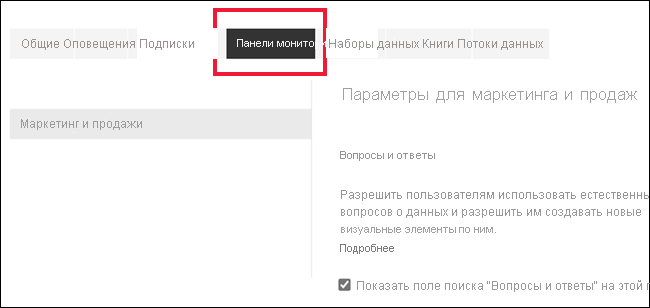 Общие Оповещения Подписки Панели монито Наборы данных Книги Потоки данных
Параметры для маркетинга и продаж
Маркетинг и продажи
Вопросы и ответы
Разрешить пользователям использовать
вопросов о данных и разрешить им создавать новые
визуальные элементы по ним.
Подробнее
Показать поле поиска "Вопросы и ответы" на этой